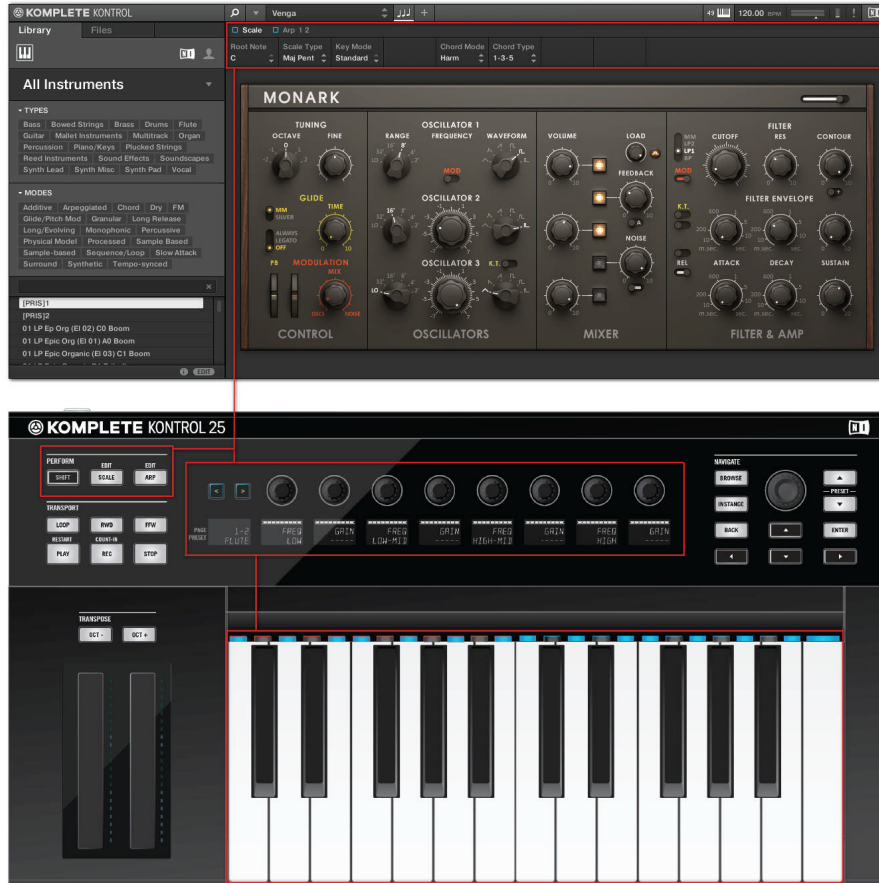 KOMPLETE KONTROL
Venga
49
120.00 BPM
Library Files
Scale Arp 1 2
Root Note Scale Type Key Mode Chord Mode Chord Type
C Maj Pent Standard Harm 1-3-5
All Instruments
TYPES
Bass Bowed Strings Brass Drums Flute
Guitar Mallet Instruments Multitrack Organ
Percussion Piano/Keys Plucked Strings
Reed Instruments Sound Effects Soundscapes
Synth Lead Synth Misc Synth Pad Vocal
MODES
Additive Arpeggiated Chord Dry FM
Glide/Pitch Mod Granular Long Release
Long/Evolving Monophonic Percussive
Physical Model Processed Sample Based
Sample-based Sequence/Loop Slow Attack
Surround Synthetic Tempo-synced
[PRIS]1
[PRIS]2
01 LP Ep Org (El 02) C0 Boom
01 LP Epic Org (El 01) A0 Boom
01 LP Epic Organic (El 03) C1 Boom
EDIT
MONARK
TUNING
OCTAVE FINE
GLIDE
TIME
MM
SILVER
ALWAYS
LEGATO
OFF
PB MODULATION
MIX
OSC3 NOISE
CONTROL
OSCILLATOR 1
RANGE FREQUENCY WAVEFORM
MOD
OSCILLATOR 2
OSCILLATOR 3 K.T.
OSCILLATORS
VOLUME LOAD
FEEDBACK
A
NOISE
MIXER
FILTER
MM
LP2
LP1
BP
CUTOFF RES CONTOUR
MOD
FILTER ENVELOPE
K.T.
REL
ATTACK DECAY SUSTAIN
FILTER & AMP
KOMPLETE KONTROL 25
PERFORM
EDIT EDIT
SHIFT SCALE ARP
TRANSPORT
LOOP RWD FFW
RESTART COUNT-IN
PLAY REC STOP
PAGE 1-2 FREQ GAIN FREQ GAIN FREQ GAIN FREQ GAIN
PRESET FLUTE LOW ----- LOW-MID ----- HIGH-MID ----- HIGH -----
NAVIGATE
BROWSE
PRESET
INSTANCE
BACK ENTER
TRANSPOSE
OCT - OCT +